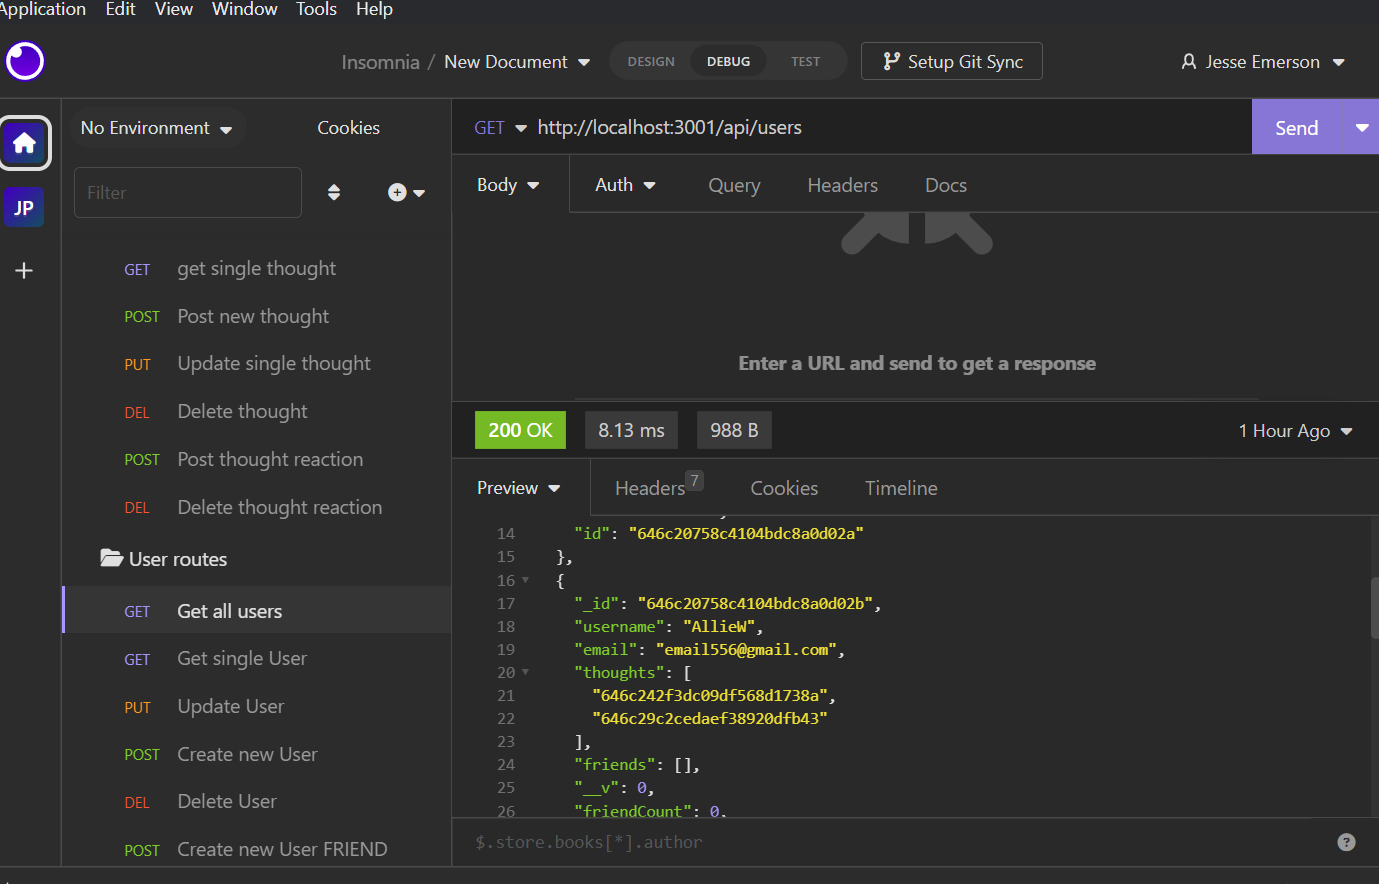 Application Edit View Window Tools Help
Insomnia / New Document DESIGN DEBUG TEST Setup Git Sync Jesse Emerson
No Environment Cookies
GET http://localhost:3001/api/users Send
Filter
JP
Body Auth Query Headers Docs
GET get single thought
POST Post new thought
PUT Update single thought
DEL Delete thought
POST Post thought reaction
DEL Delete thought reaction
User routes
GET Get all users
GET Get single User
PUT Update User
POST Create new User
DEL Delete User
POST Create new User FRIEND
Enter a URL and send to get a response
200 OK 8.13 ms 988 B 1 Hour Ago
Preview Headers 7 Cookies Timeline
14 "id": "646c20758c4104bdc8a0d02a"
15 },
16 {
17 "_id": "646c20758c4104bdc8a0d02b",
18 "username": "AllieW",
19 "email": "email556@gmail.com",
20 "thoughts": [
21 "646c242f3dc09df568d1738a",
22 "646c29c2cedaef38920dfb43"
23 ],
24 "friends": [],
25 "__v": 0,
26 "friendCount": 0,
$.store.books[*].author ?